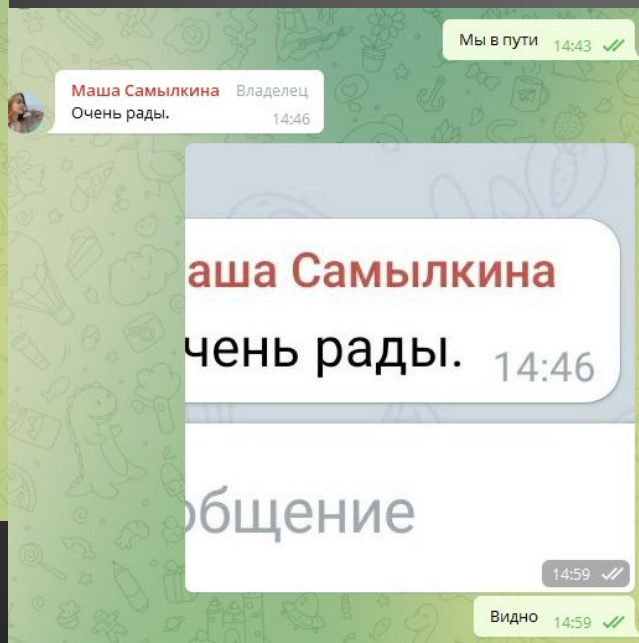 Мы в пути 14:43
Маша Самылкина Владелец
Очень рады. 14:46
аша Самылкина
чень рады. 14:46
общение
14:59
Видно 14:59